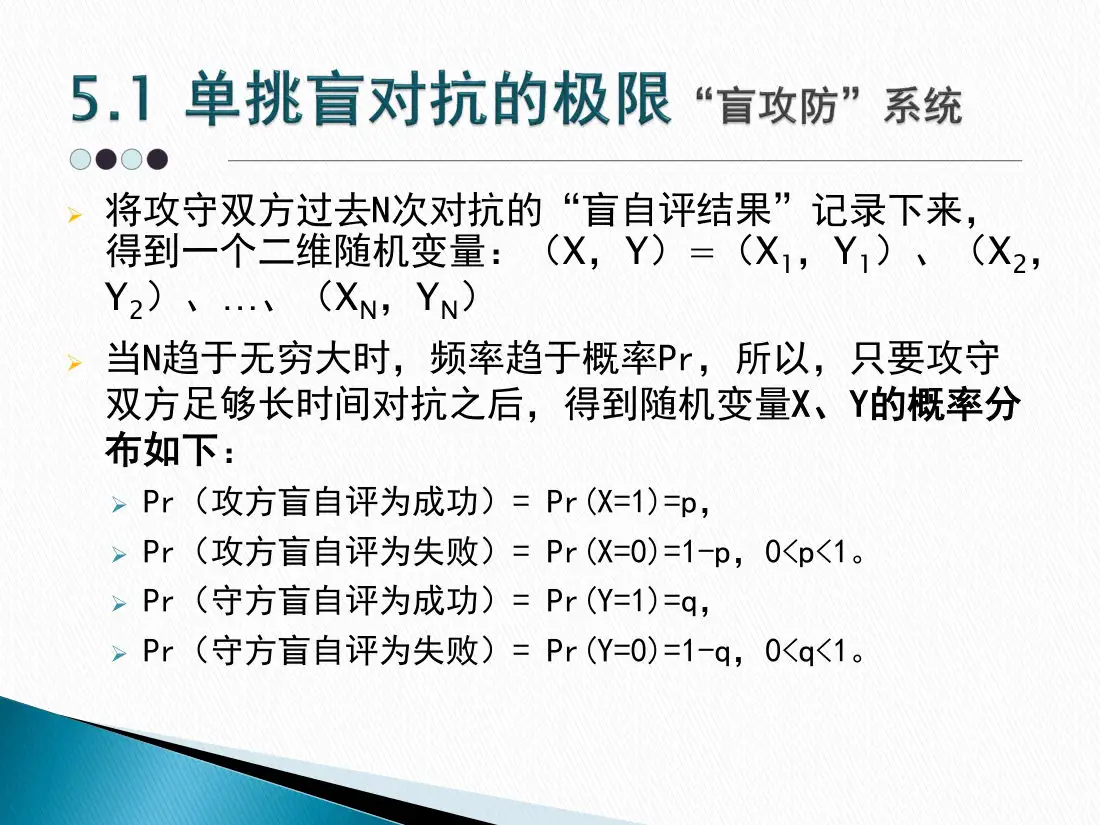 5.1 单挑盲对抗的极限 “盲攻防”系统
将攻守双方过去N次对抗的“盲自评结果”记录下来，
得到一个二维随机变量：（X，Y）=（X1，Y1）、（X2，
Y2）、…、（XN，YN）
当N趋于无穷大时，频率趋于概率Pr，所以，只要攻守
双方足够长时间对抗之后，得到随机变量X、Y的概率分
布如下：
Pr（攻方盲自评为成功）= Pr(X=1)=p，
Pr（攻方盲自评为失败）= Pr(X=0)=1-p，0<p<1。
Pr（守方盲自评为成功）= Pr(Y=1)=q，
Pr（守方盲自评为失败）= Pr(Y=0)=1-q，0<q<1。